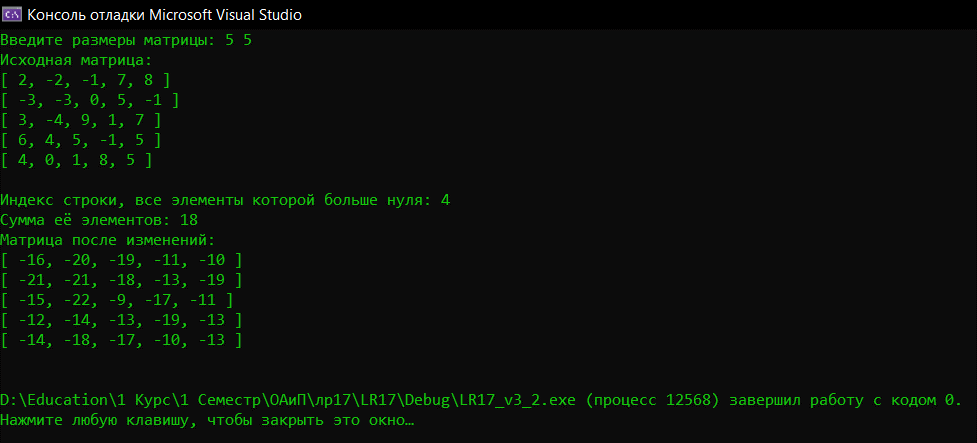 Консоль отладки Microsoft Visual Studio
Введите размеры матрицы: 5 5
Исходная матрица:
[ 2, -2, -1, 7, 8 ]
[ -3, -3, 0, 5, -1 ]
[ 3, -4, 9, 1, 7 ]
[ 6, 4, 5, -1, 5 ]
[ 4, 0, 1, 8, 5 ]
Индекс строки, все элементы которой больше нуля: 4
Сумма её элементов: 18
Матрица после изменений:
[ -16, -20, -19, -11, -10 ]
[ -21, -21, -18, -13, -19 ]
[ -15, -22, -9, -17, -11 ]
[ -12, -14, -13, -19, -13 ]
[ -14, -18, -17, -10, -13 ]
D:\Education\1 Курс\1 Семестр\ОАиП\лр17\LR17\Debug\LR17_v3_2.exe (процесс 12568) завершил работу с кодом 0.
Нажмите любую клавишу, чтобы закрыть это окно…